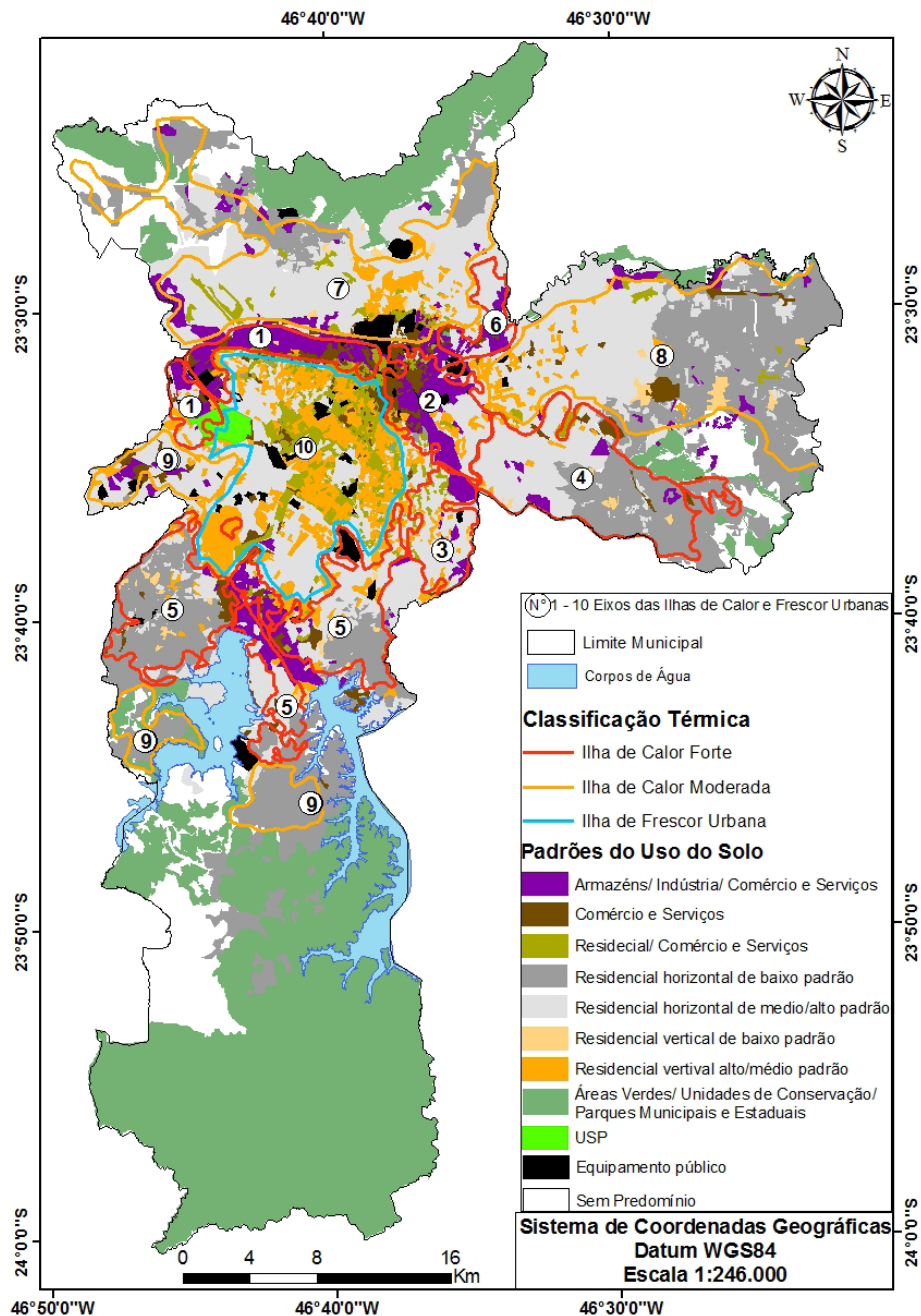 46°40'0"W
46°30'0"W
N
W
E
S
23°30'0"S
23°30'0"S
7
1
6
8
2
1
10
9
4
3
5
5
5
9
9
23°40'0"S
23°40'0"S
23°50'0"S
23°50'0"S
24°0'0"S
24°0'0"S
N° 1 - 10 Eixos das Ilhas de Calor e Frescor Urbanas
Limite Municipal
Corpos de Água
Classificação Térmica
Ilha de Calor Forte
Ilha de Calor Moderada
Ilha de Frescor Urbana
Padrões do Uso do Solo
Armazéns/ Indústria/ Comércio e Serviços
Comércio e Serviços
Residecial/ Comércio e Serviços
Residencial horizontal de baixo padrão
Residencial horizontal de medio/alto padrão
Residencial vertical de baixo padrão
Residencial vertival alto/médio padrão
Áreas Verdes/ Unidades de Conservação/
Parques Municipais e Estaduais
USP
Equipamento público
Sem Predomínio
Sistema de Coordenadas Geográficas
Datum WGS84
Escala 1:246.000
0 4 8 16
Km
46°50'0"W
46°40'0"W
46°30'0"W